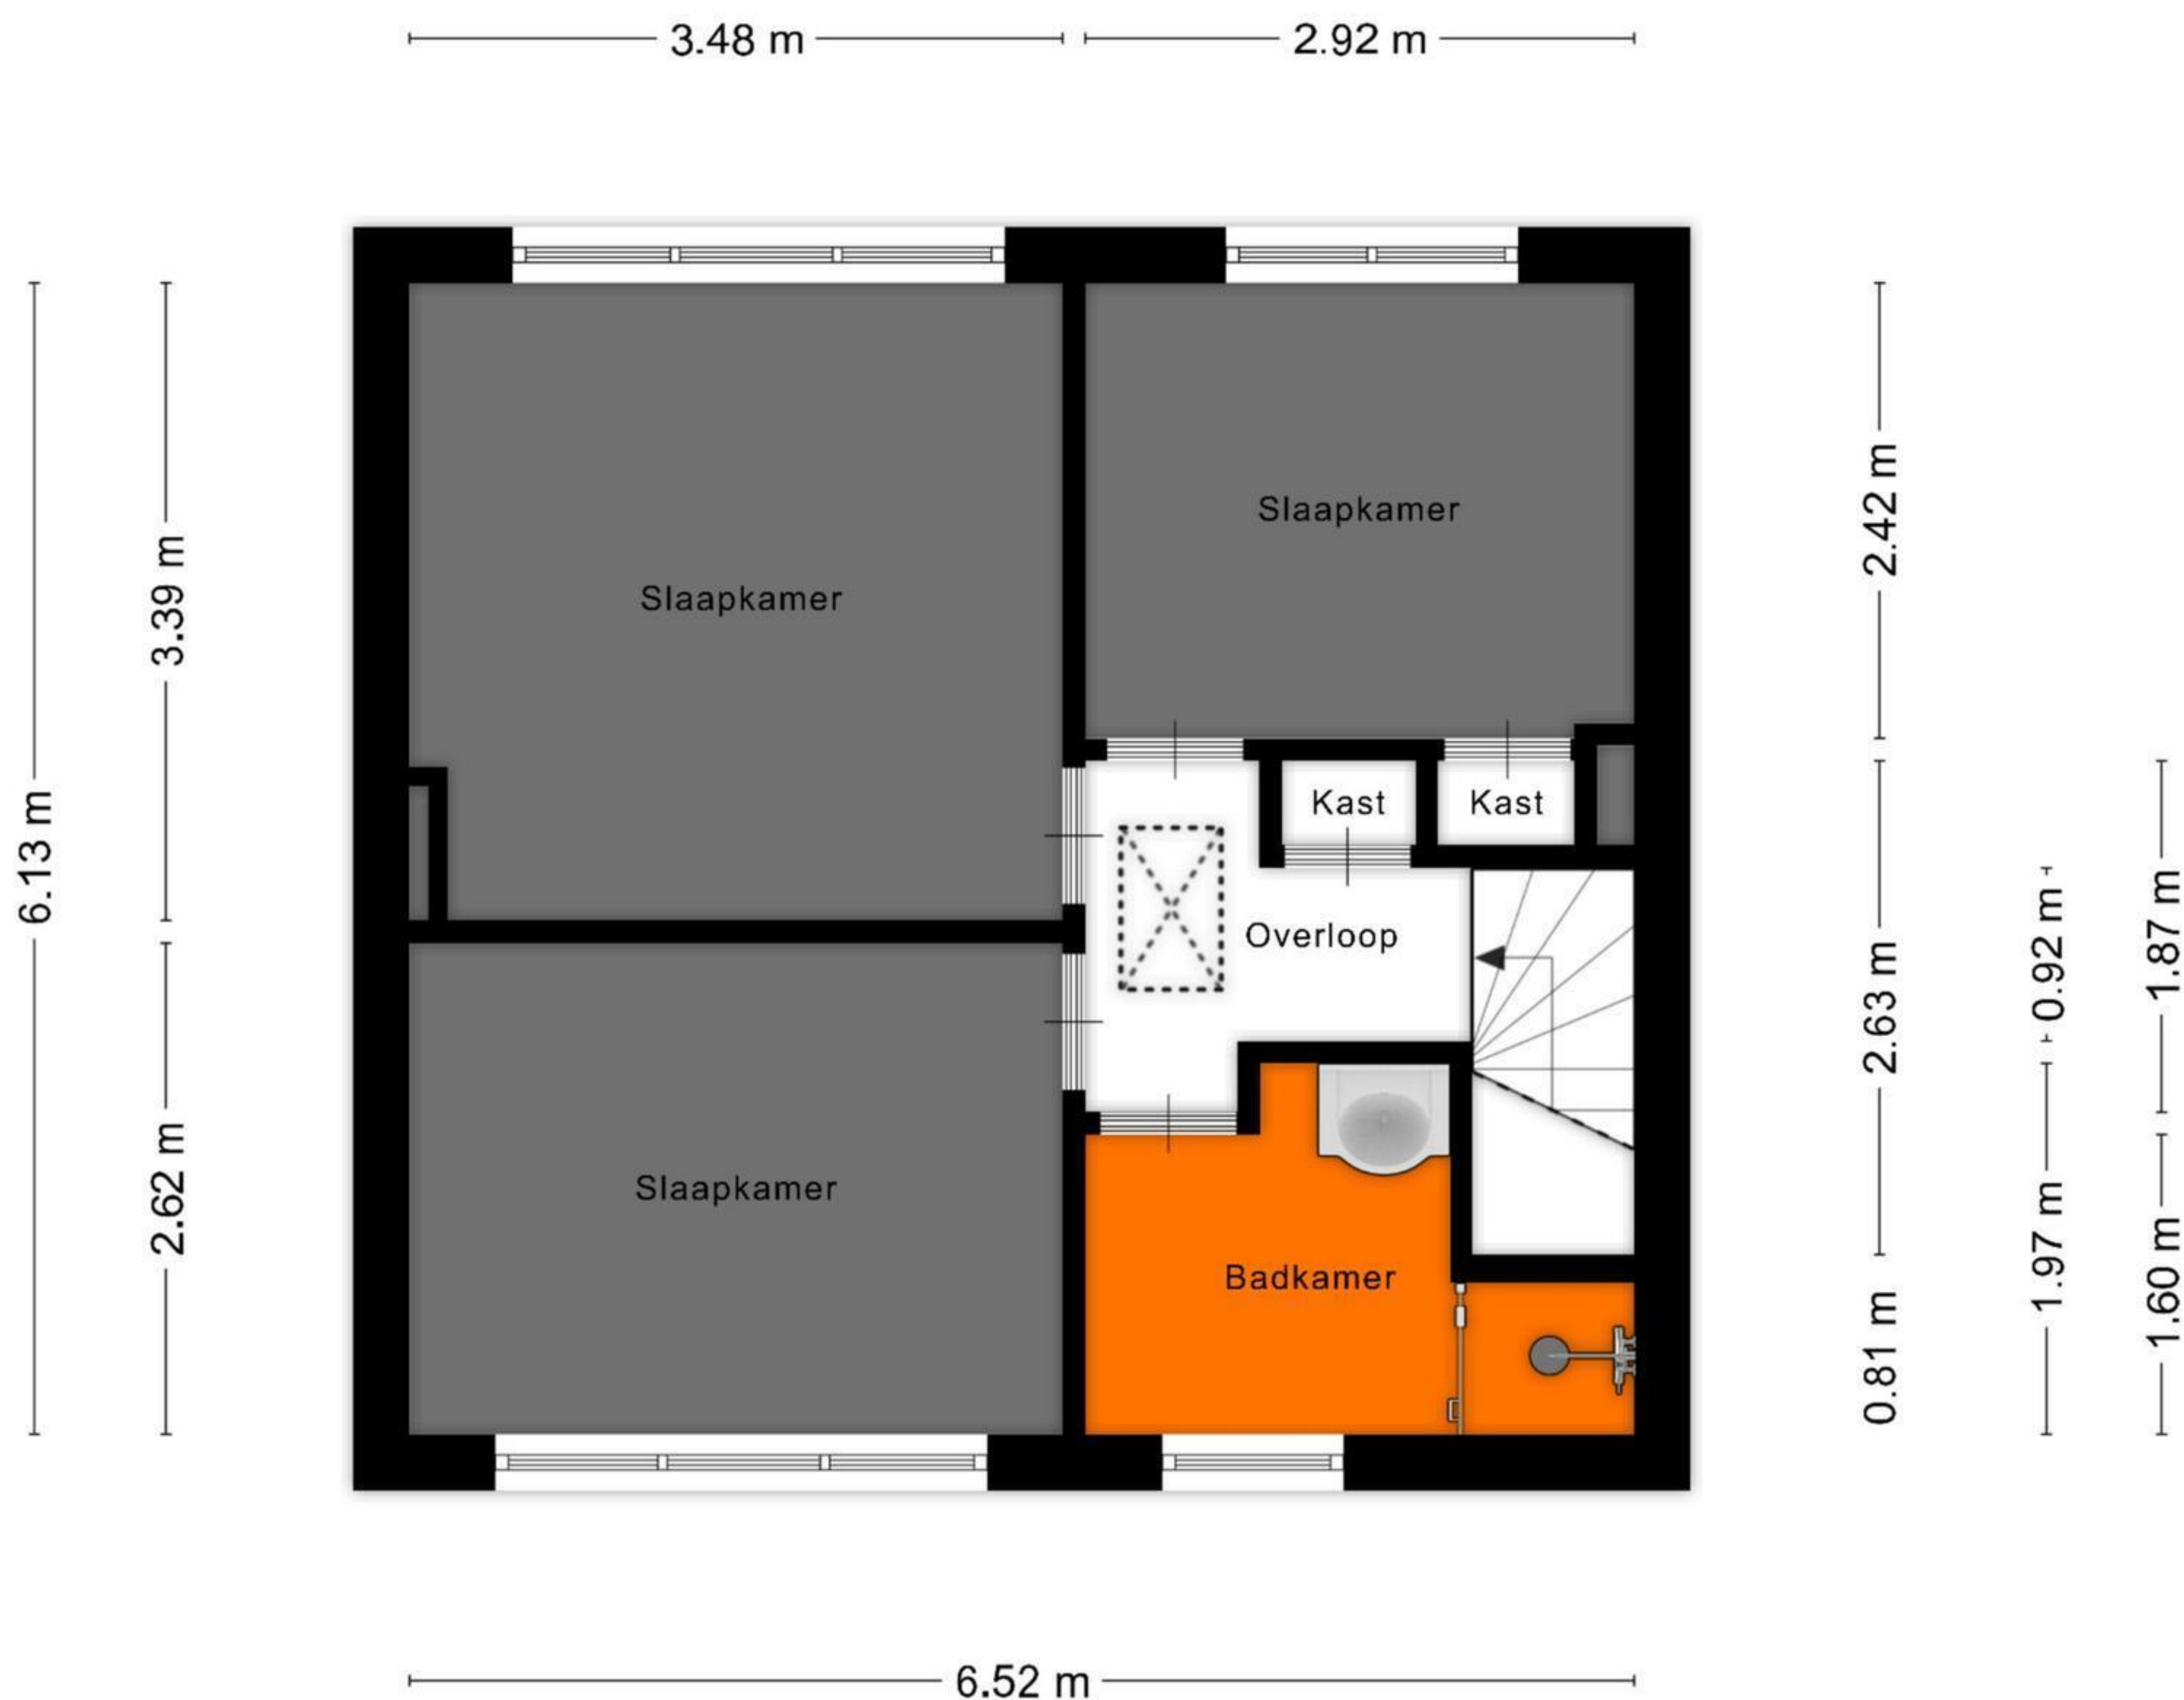 3.48 m
2.92 m
Slaapkamer
Slaapkamer
Kast
Kast
Overloop
Slaapkamer
Badkamer
6.13 m
3.39 m
2.62 m
2.42 m
2.63 m
0.81 m
0.92 m
1.97 m
1.87 m
1.60 m
6.52 m